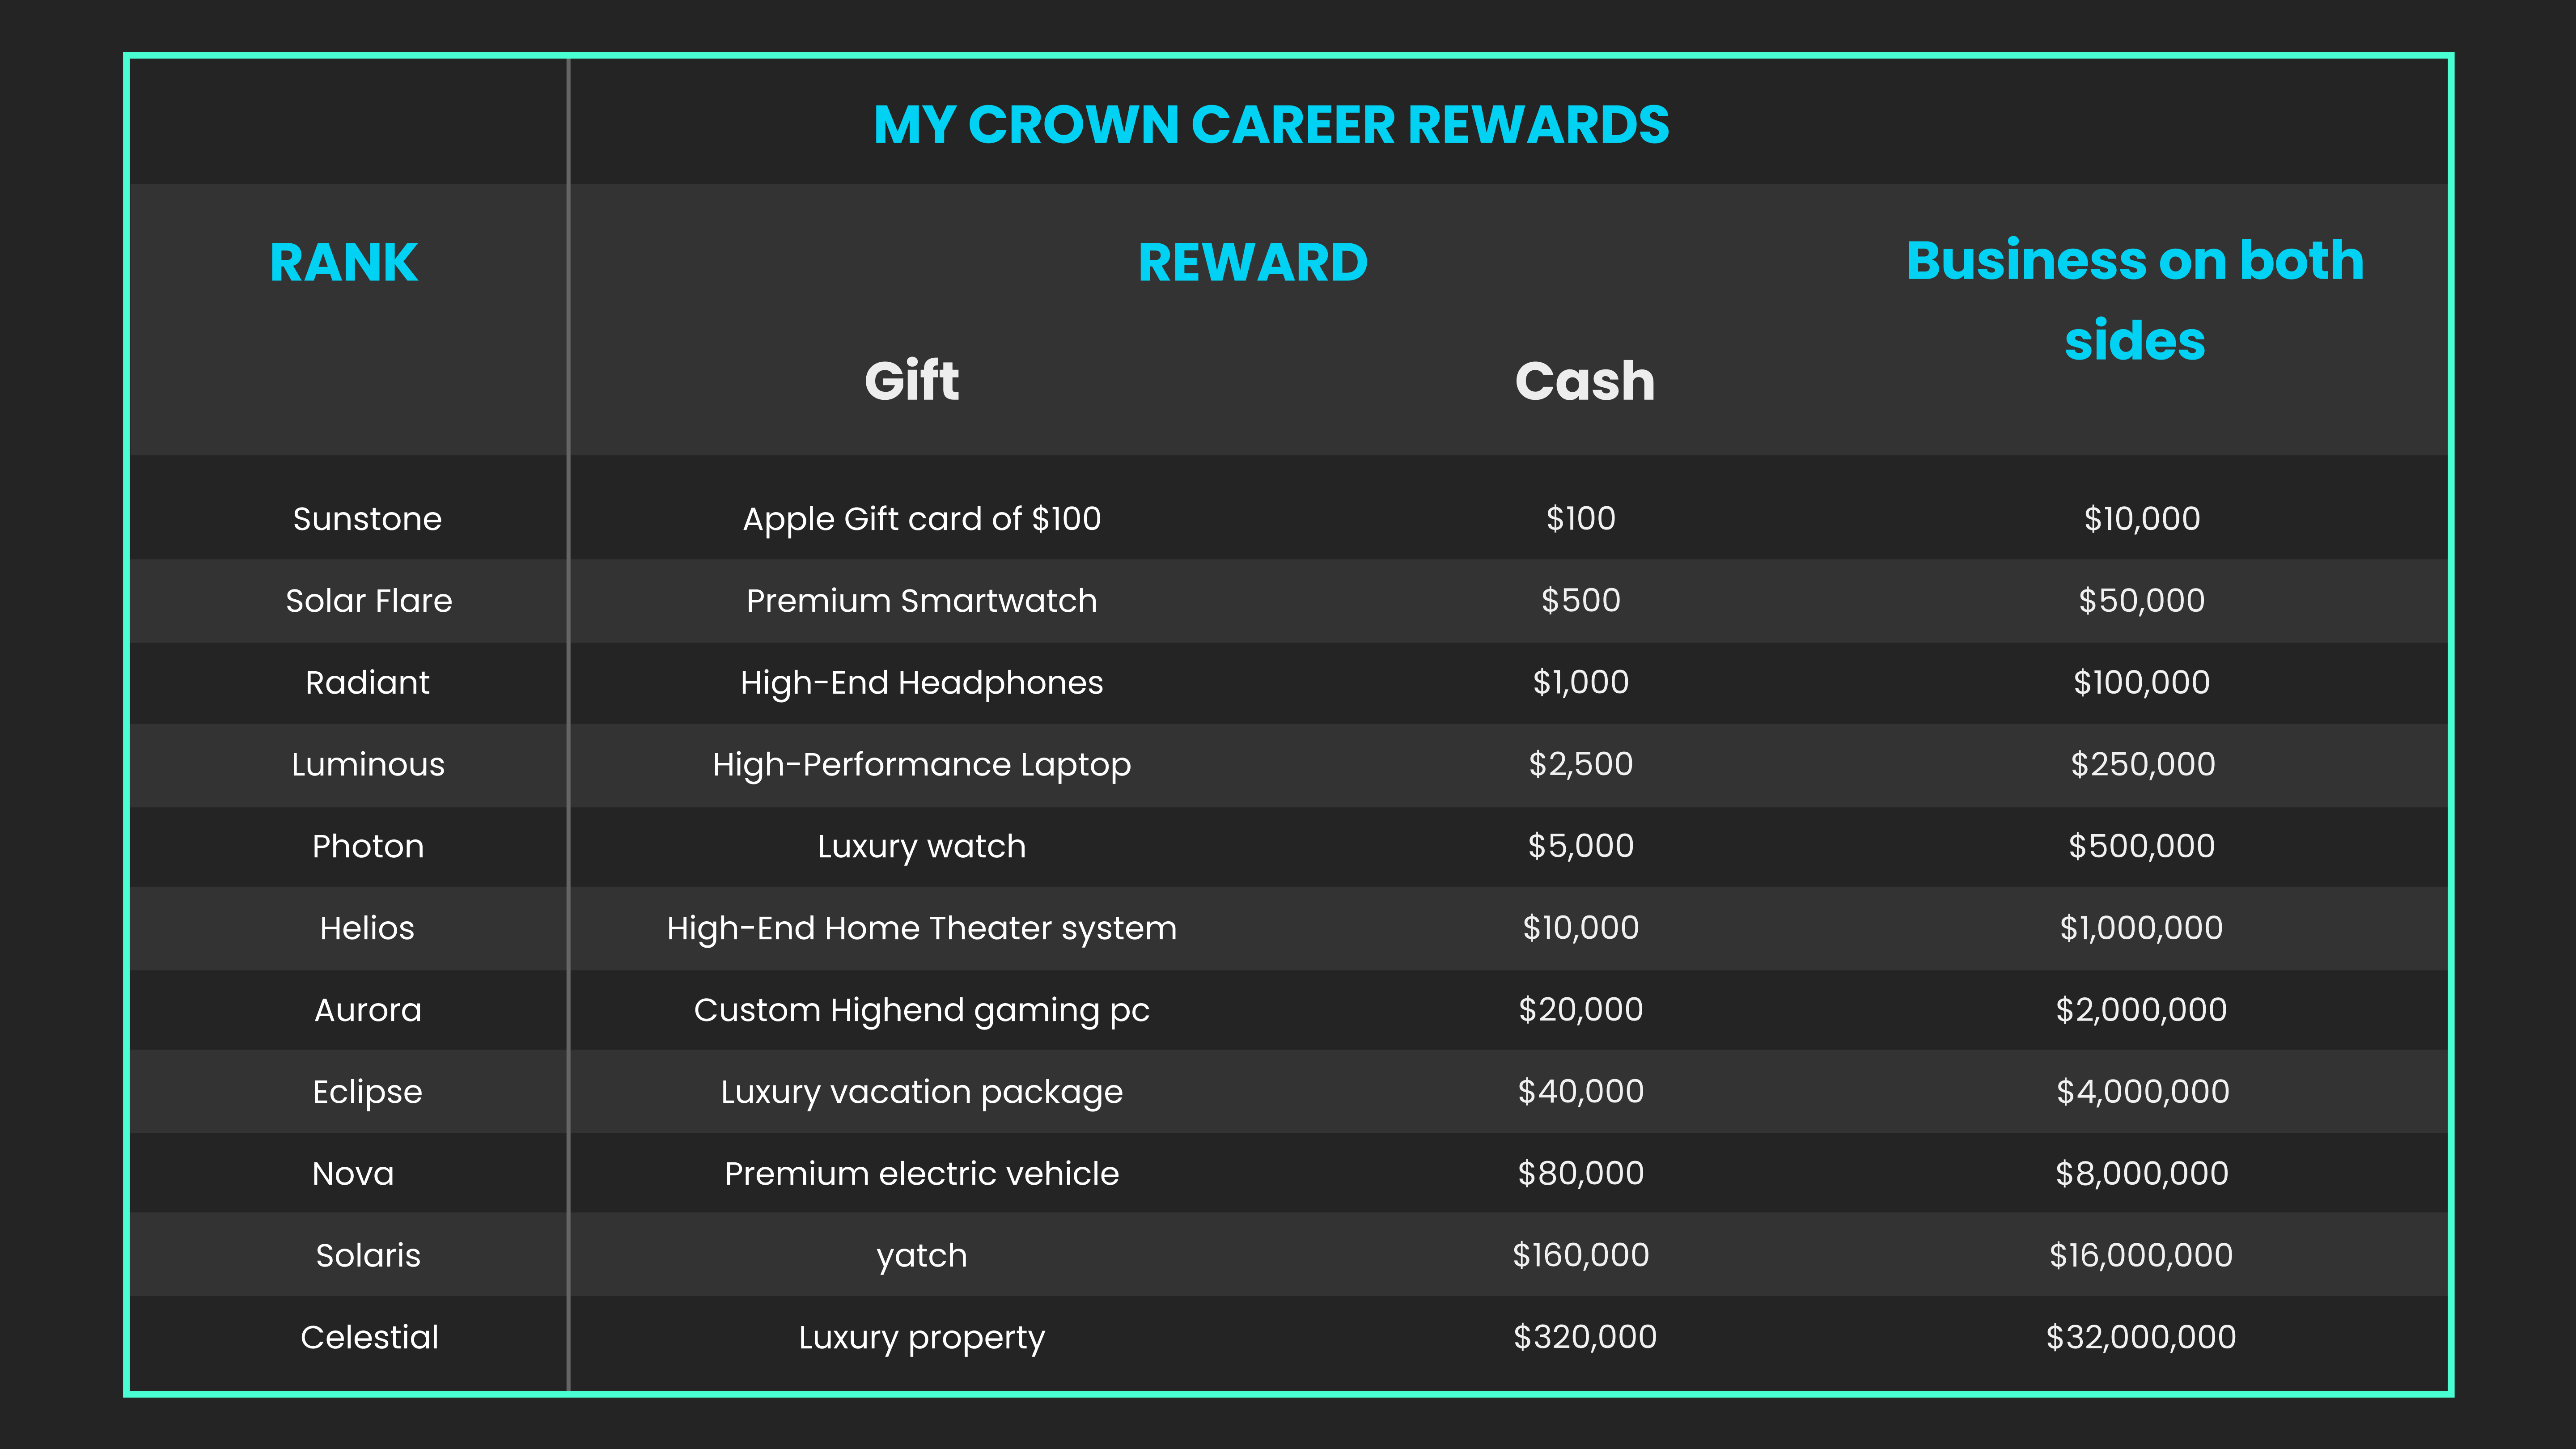 MY CROWN CAREER REWARDS
RANK REWARD Business on both
sides
Gift Cash
Sunstone Apple Gift card of $100 $100 $10,000
Solar Flare Premium Smartwatch $500 $50,000
Radiant High-End Headphones $1,000 $100,000
Luminous High-Performance Laptop $2,500 $250,000
Photon Luxury watch $5,000 $500,000
Helios High-End Home Theater system $10,000 $1,000,000
Aurora Custom Highend gaming pc $20,000 $2,000,000
Eclipse Luxury vacation package $40,000 $4,000,000
Nova Premium electric vehicle $80,000 $8,000,000
Solaris yatch $160,000 $16,000,000
Celestial Luxury property $320,000 $32,000,000